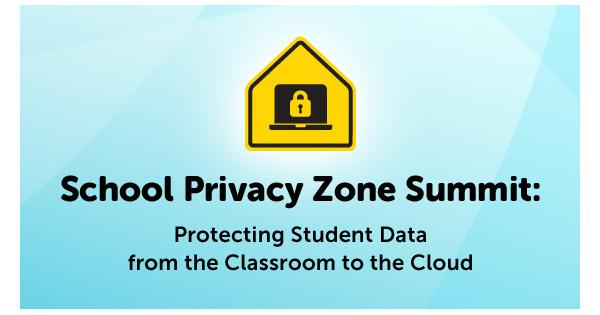 School Privacy Zone Summit:
Protecting Student Data
from the Classroom to the Cloud